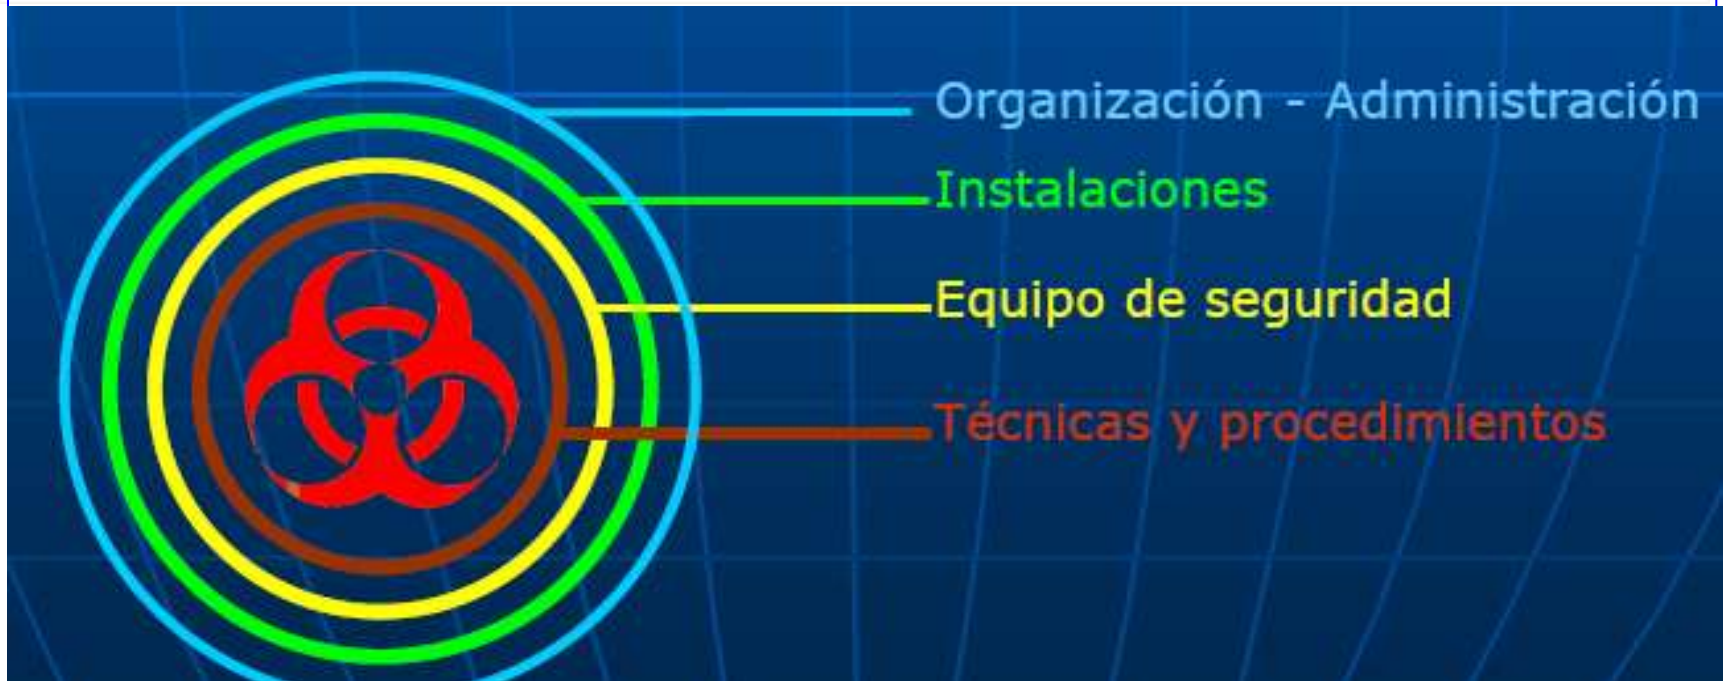 Organización - Administración
Instalaciones
Equipo de seguridad
Técnicas y procedimientos